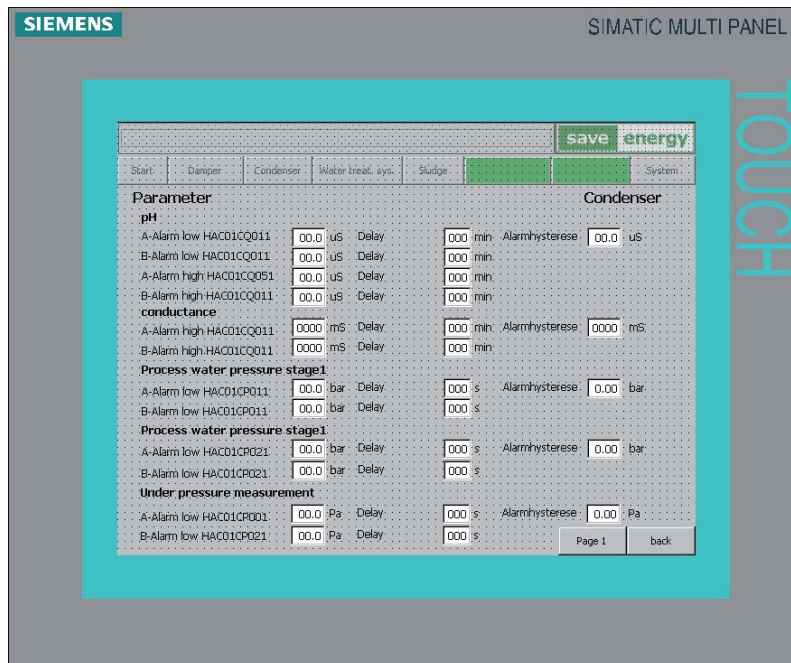 SIEMENS
SIMATIC MULTI PANEL
TOUCH
save energy
Start Damper Condenser Water treat. sys. Sludge System
Parameter Condenser
pH
A-Alarm low HAC01CQ011 00.0 uS Delay 000 min Alarmhysterese 00.0 uS
B-Alarm low HAC01CQ011 00.0 uS Delay 000 min
A-Alarm high HAC01CQ051 00.0 uS Delay 000 min
B-Alarm high HAC01CQ011 00.0 uS Delay 000 min
conductance
A-Alarm high HAC01CQ011 0000 mS Delay 000 min Alarmhysterese 0000 mS
B-Alarm high HAC01CQ011 0000 mS Delay 000 min
Process water pressure stage1
A-Alarm low HAC01CP011 00.0 bar Delay 000 s Alarmhysterese 0.00 bar
B-Alarm low HAC01CP011 00.0 bar Delay 000 s
Process water pressure stage1
A-Alarm low HAC01CP021 00.0 bar Delay 000 s Alarmhysterese 0.00 bar
B-Alarm low HAC01CP021 00.0 bar Delay 000 s
Under pressure measurement
A-Alarm low HAC01CP001 00.0 Pa Delay 000 s Alarmhysterese 0.00 Pa
B-Alarm low HAC01CP021 00.0 Pa Delay 000 s
Page 1 back